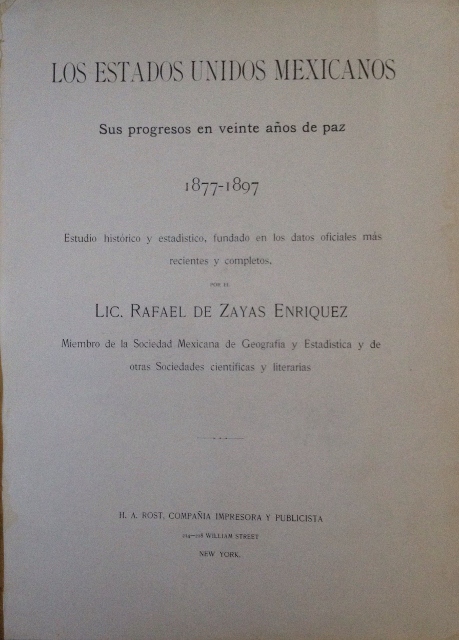 LOS ESTADOS UNIDOS MEXICANOS
Sus progresos en veinte años de paz
1877-1897
Estudio histórico y estadístico, fundado en los datos oficiales más
recientes y completos,
POR EL
LIC. RAFAEL DE ZAYAS ENRIQUEZ
Miembro de la Sociedad Mexicana de Geografía y Estadística y de
otras Sociedades científicas y literarias
H. A. ROST, COMPAÑIA IMPRESORA Y PUBLICISTA
WILLIAM STREET
NEW YORK.